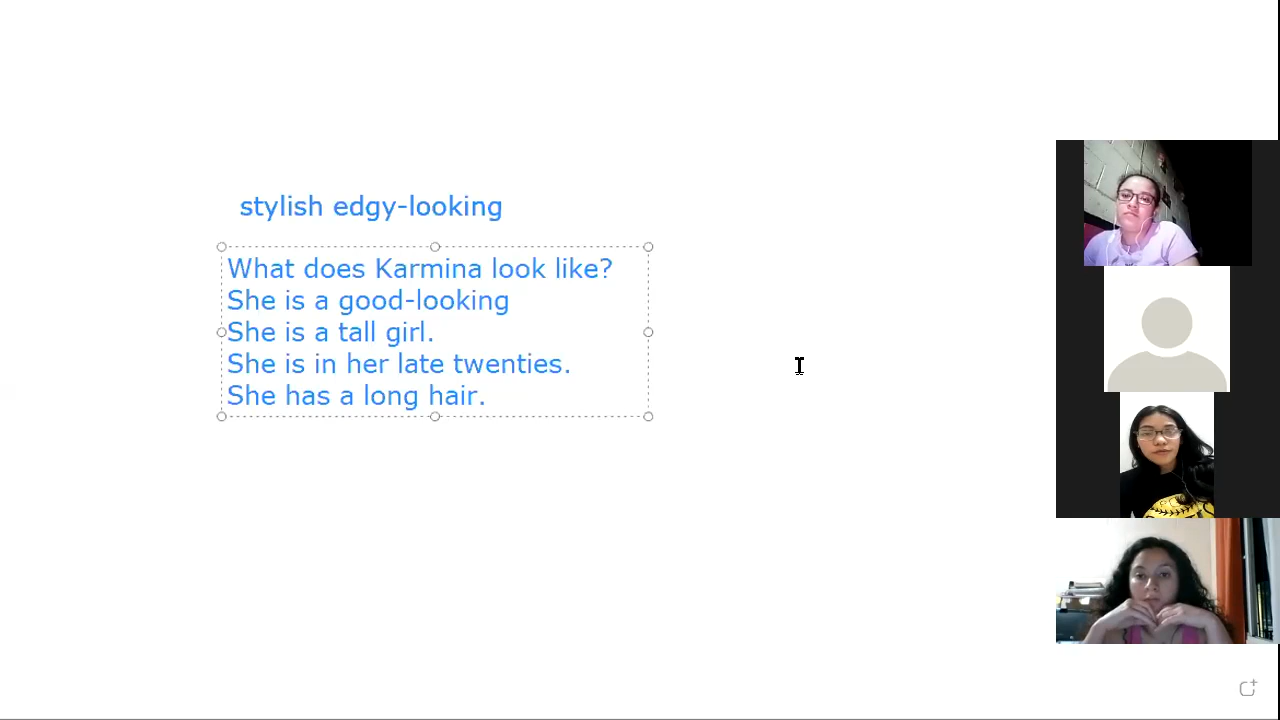 stylish edgy-looking
What does Karmina look like?
She is a good-looking
She is a tall girl.
She is in her late twenties.
She has a long hair.